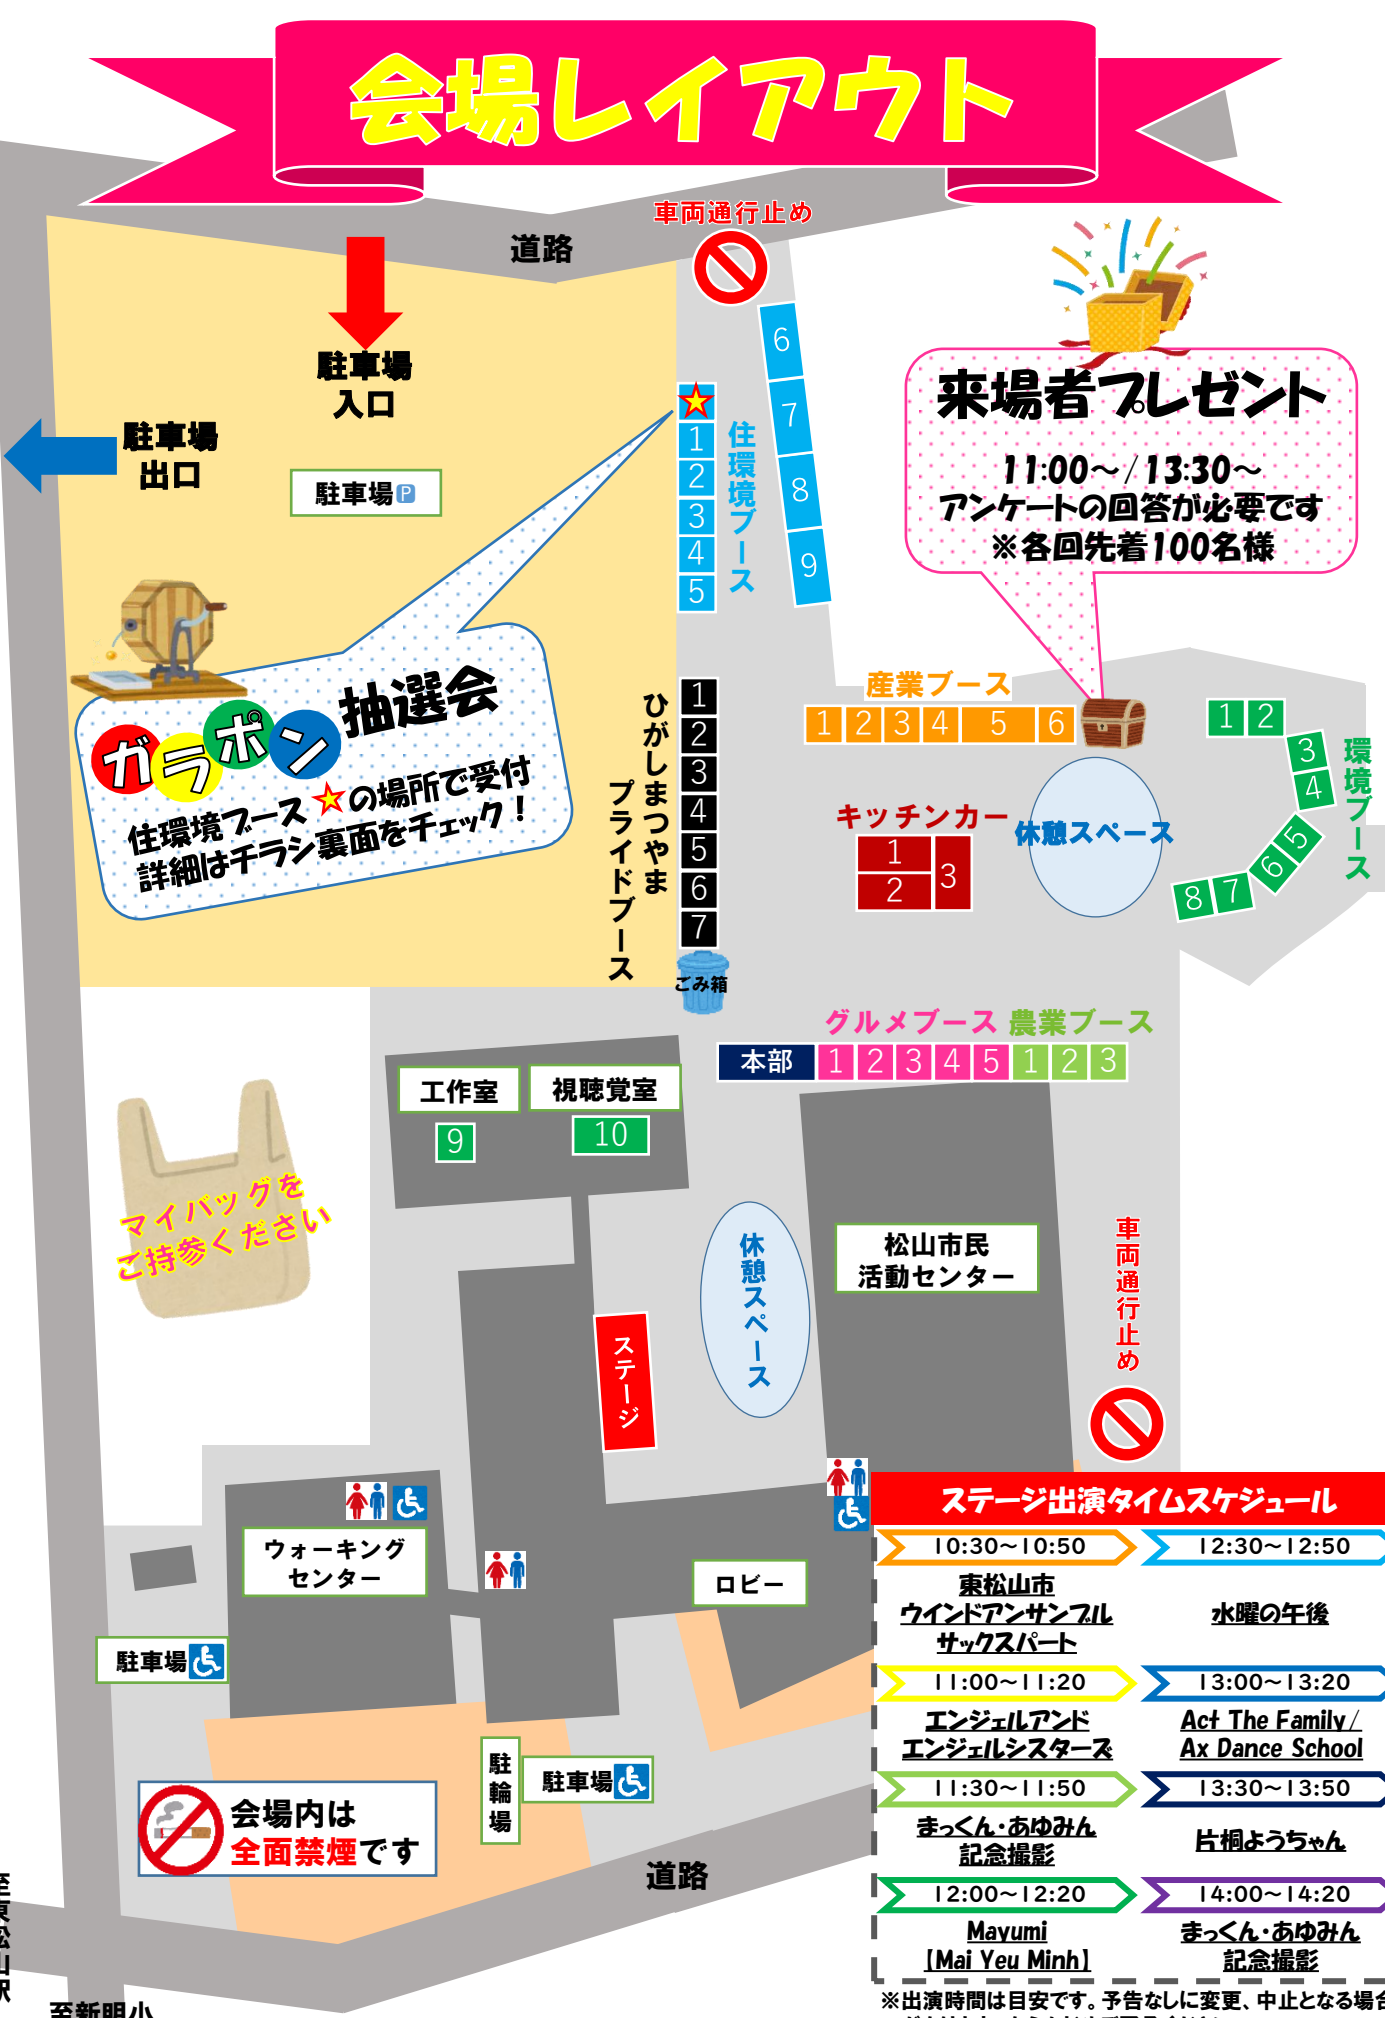 会場レイアウト
車両通行止め
道路
駐車場
入口
駐車場
出口
駐車場P
6
7
8
9
1
2
3
4
5
住環境ブース
来場者プレゼント
11:00～/13:30～
アンケートの回答が必要です
※各回先着100名様
ガラポン抽選会
住環境ブース★の場所で受付
詳細はチラシ裏面をチェック！
ひがしまつやま
プライドブース
1
2
3
4
5
6
7
ごみ箱
産業ブース
1 2 3 4 5 6
キッチンカー
1
2
3
休憩スペース
1 2
3
4
5
6
7
8
環境ブース
グルメブース 農業ブース
本部 1 2 3 4 5 1 2 3
工作室 視聴覚室
9 10
マイバッグを
ご持参ください
休憩スペース
ステージ
松山市民
活動センター
車両通行止め
ウォーキング
センター
ロビー
駐車場
駐輪場
駐車場
会場内は
全面禁煙です
道路
至東松山駅
至新明小
ステージ出演タイムスケジュール
10:30～10:50
東松山市
ウインドアンサンブル
サックスパート
11:00～11:20
エンジェルアンド
エンジェルシスターズ
11:30～11:50
まっくん・あゆみん
記念撮影
12:00～12:20
Mayumi
【Mai Yeu Minh】
12:30～12:50
水曜の午後
13:00～13:20
Act The Family/
Ax Dance School
13:30～13:50
片桐ようちゃん
14:00～14:20
まっくん・あゆみん
記念撮影
※出演時間は目安です。予告なしに変更、中止となる場合